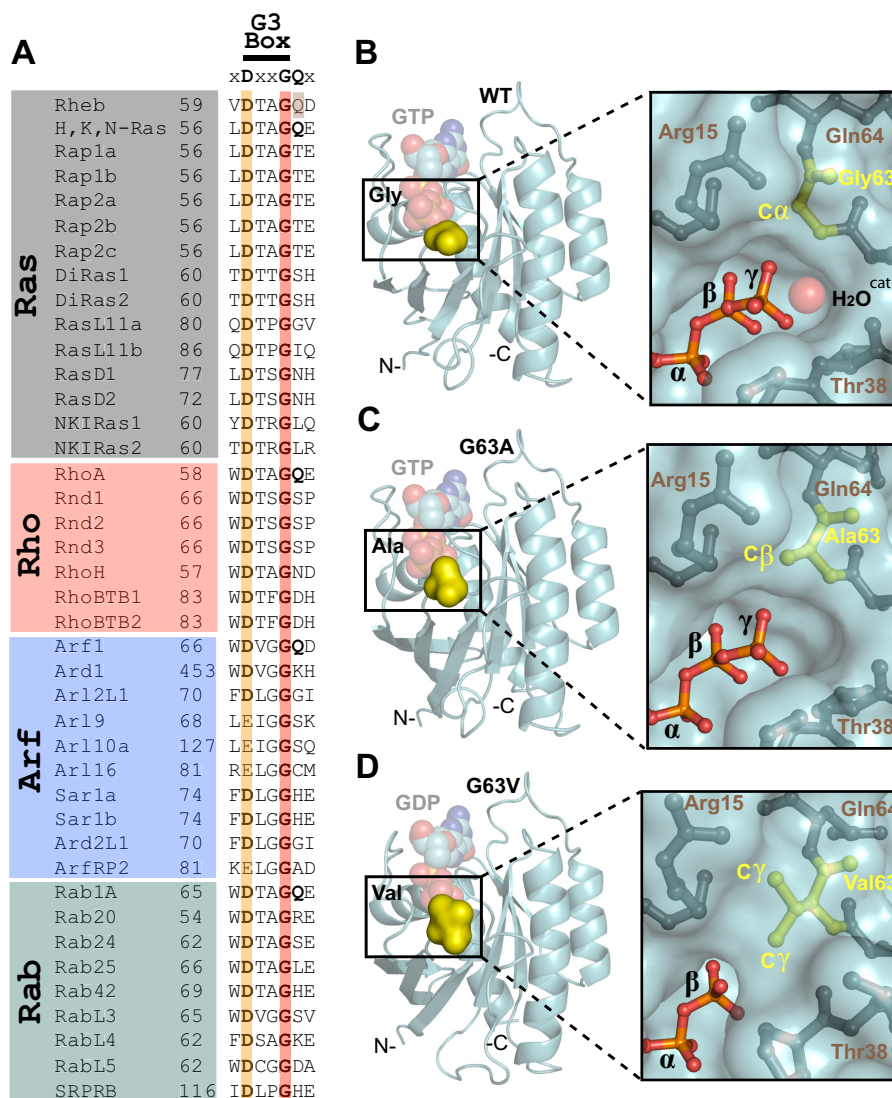 A
G3
Box
xDxxGQx
Ras
Rheb 59 VDTAGQD
H,K,N-Ras 56 LDTAGQE
Rap1a 56 LDTAGTE
Rap1b 56 LDTAGTE
Rap2a 56 LDTAGTE
Rap2b 56 LDTAGTE
Rap2c 56 LDTAGTE
DiRas1 60 TDTTGSH
DiRas2 60 TDTTGSH
RasL11a 80 QDTPGGV
RasL11b 86 QDTPGIQ
RasD1 77 LDTSGNH
RasD2 72 LDTSGNH
NKIRas1 60 YDTRGLQ
NKIRas2 60 TDTRGLR
Rho
RhoA 58 WDTAGQE
Rnd1 66 WDTSGSP
Rnd2 66 WDTSGSP
Rnd3 66 WDTSGSP
RhoH 57 WDTAGND
RhoBTB1 83 WDTFGDH
RhoBTB2 83 WDTFGDH
Arf
Arf1 66 WDVGGQD
Ard1 453 WDVGGKH
Arl2L1 70 FDLGGGI
Arl9 68 LEIGGSK
Arl10a 127 LEIGGSQ
Arl16 81 RELGGCM
Sar1a 74 FDLGGHE
Sar1b 74 FDLGGHE
Ard2L1 70 FDLGGGI
ArfRP2 81 KELGGAD
Rab
Rab1A 65 WDTAGQE
Rab20 54 WDTAGRE
Rab24 62 WDTAGSE
Rab25 66 WDTAGLE
Rab42 69 WDTAGHE
RabL3 65 WDVGGSV
RabL4 62 FDSAGKE
RabL5 62 WDCGGDA
SRPRB 116 IDLPGHE
B
WT
GTP
Gly
N-
-C
Arg15
Gln64
Gly63
Cα
β
γ
H2O cat
α
Thr38
C
G63A
GTP
Ala
N-
-C
Arg15
Gln64
Ala63
Cβ
β
γ
α
Thr38
D
G63V
GDP
Val
N-
-C
Arg15
Gln64
Cγ
Val63
Cγ
β
α
Thr38